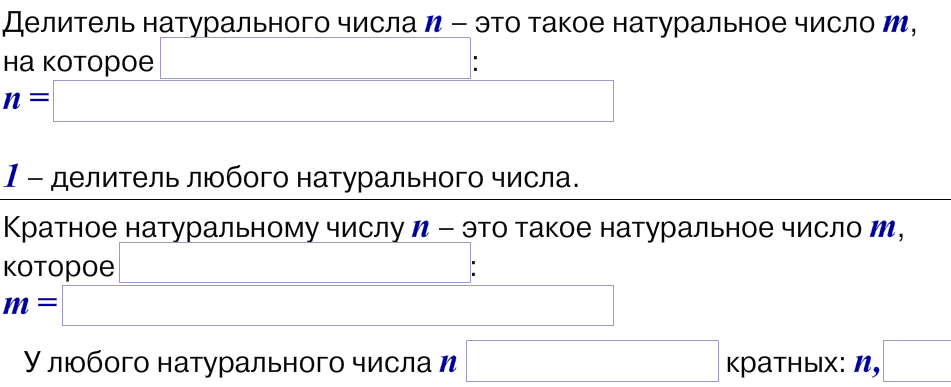 Делитель натурального числа n – это такое натуральное число m,
на которое :
n =
1 – делитель любого натурального числа.
Кратное натуральному числу n – это такое натуральное число m,
которое :
m =
У любого натурального числа n кратных: n,